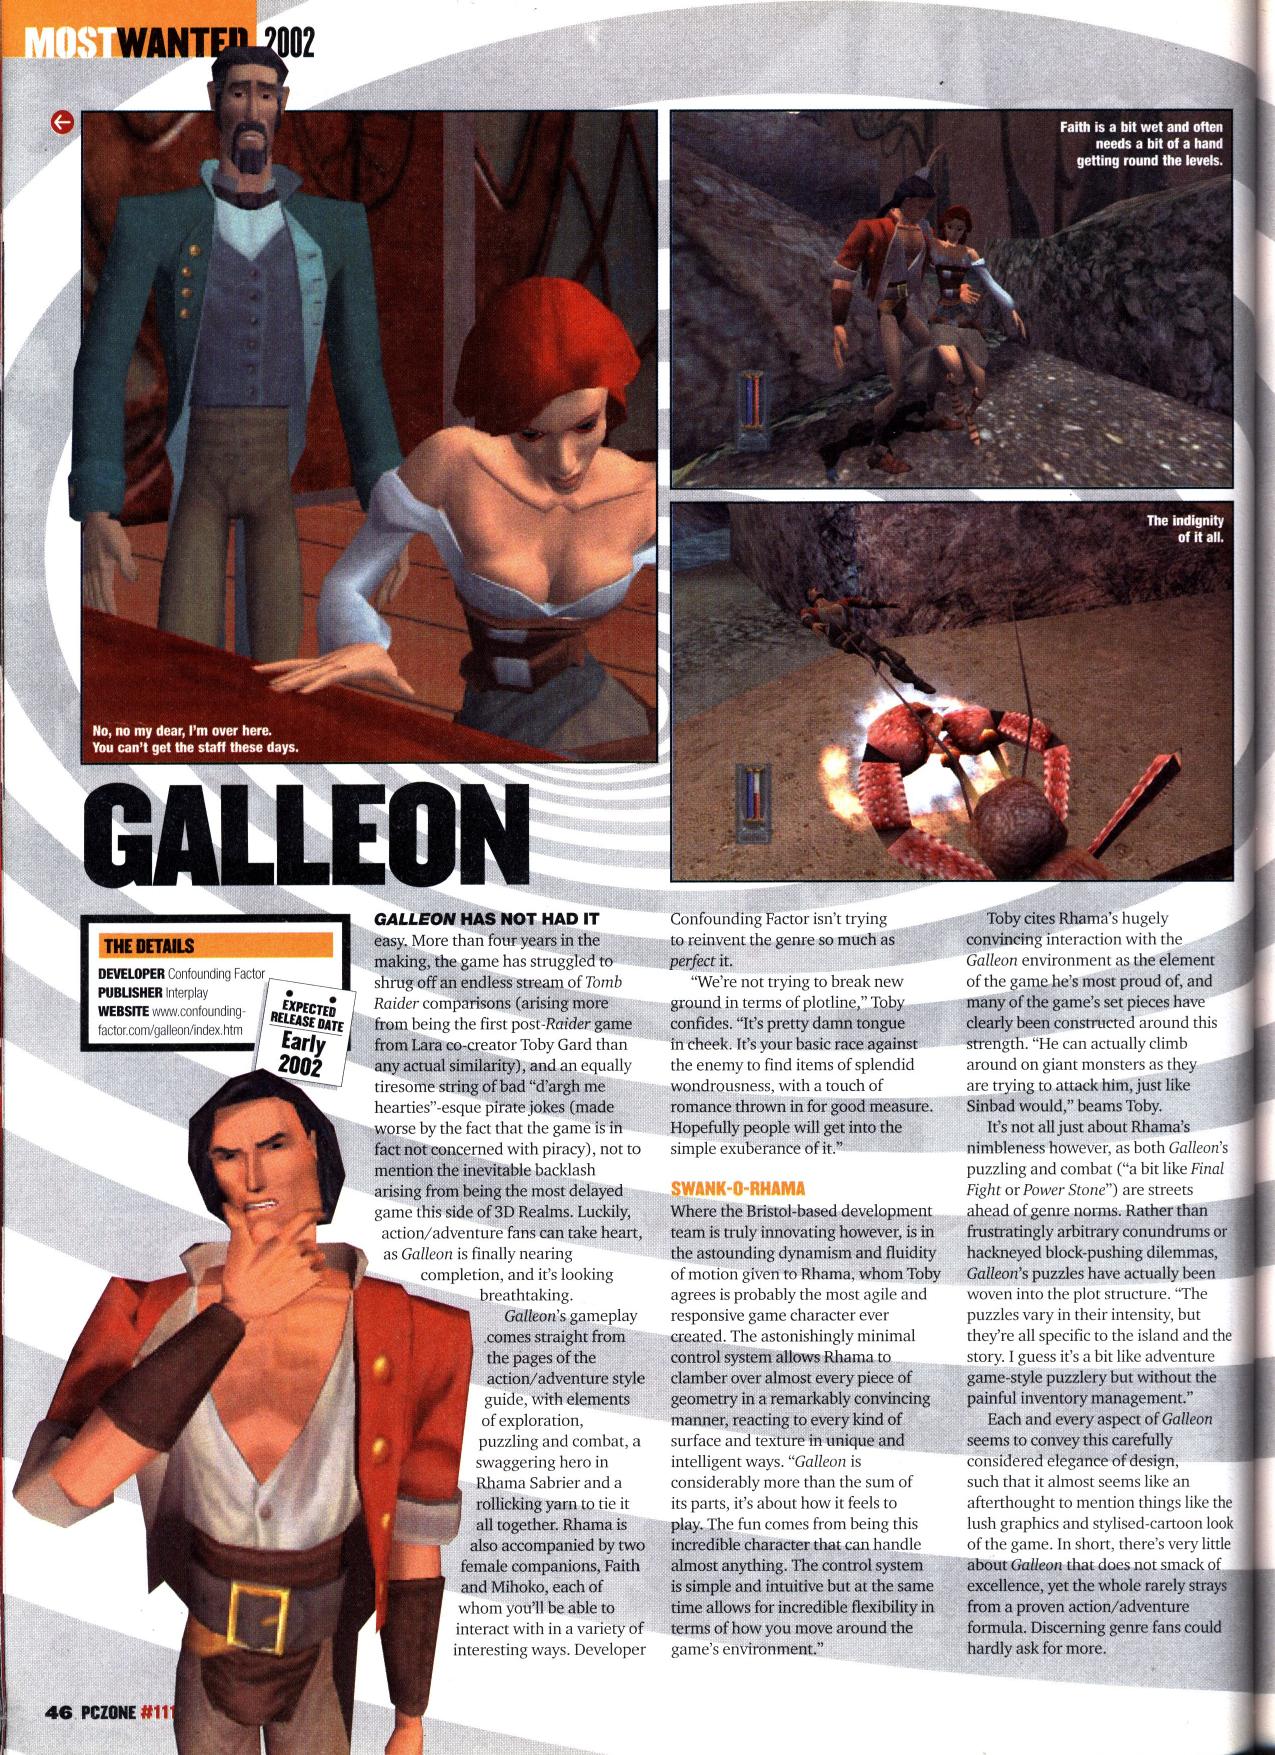 MOSTWANTED 2002
Faith is a bit wet and often
needs a bit of a hand
getting round the levels.
The indignity
of it all.
No, no my dear, I'm over here.
You can't get the staff these days.
GALLEON
THE DETAILS
DEVELOPER Confounding Factor
PUBLISHER Interplay
WEBSITE www.confounding-
factor.com/galleon/index.htm
EXPECTED
RELEASE DATE
Early
2002
GALLEON HAS NOT HAD IT
easy. More than four years in the
making, the game has struggled to
shrug off an endless stream of Tomb
Raider comparisons (arising more
from being the first post-Raider game
from Lara co-creator Toby Gard than
any actual similarity), and an equally
tiresome string of bad “d'argh me
hearties”-esque pirate jokes (made
worse by the fact that the game is in
fact not concerned with piracy), not to
mention the inevitable backlash
arising from being the most delayed
game this side of 3D Realms. Luckily,
action/adventure fans can take heart,
as Galleon is finally nearing
completion, and it's looking
breathtaking.
Galleon's gameplay
comes straight from
the pages of the
action/adventure style
guide, with elements
of exploration,
puzzling and combat, a
swaggering hero in
Rhama Sabrier and a
rollicking yarn to tie it
all together. Rhama is
also accompanied by two
female companions, Faith
and Mihoko, each of
whom you'll be able to
interact with in a variety of
interesting ways. Developer
Confounding Factor isn't trying
to reinvent the genre so much as
perfect it.
“We're not trying to break new
ground in terms of plotline,” Toby
confides. “It's pretty damn tongue
in cheek. It's your basic race against
the enemy to find items of splendid
wondrousness, with a touch of
romance thrown in for good measure.
Hopefully people will get into the
simple exuberance of it.”
SWANK-O-RHAMA
Where the Bristol-based development
team is truly innovating however, is in
the astounding dynamism and fluidity
of motion given to Rhama, whom Toby
agrees is probably the most agile and
responsive game character ever
created. The astonishingly minimal
control system allows Rhama to
clamber over almost every piece of
geometry in a remarkably convincing
manner, reacting to every kind of
surface and texture in unique and
intelligent ways. “Galleon is
considerably more than the sum of
its parts, it's about how it feels to
play. The fun comes from being this
incredible character that can handle
almost anything. The control system
is simple and intuitive but at the same
time allows for incredible flexibility in
terms of how you move around the
game's environment.”
Toby cites Rhama's hugely
convincing interaction with the
Galleon environment as the element
of the game he's most proud of, and
many of the game's set pieces have
clearly been constructed around this
strength. “He can actually climb
around on giant monsters as they
are trying to attack him, just like
Sinbad would,” beams Toby.
It's not all just about Rhama's
nimbleness however, as both Galleon's
puzzling and combat (“a bit like Final
Fight or Power Stone”) are streets
ahead of genre norms. Rather than
frustratingly arbitrary conundrums or
hackneyed block-pushing dilemmas,
Galleon's puzzles have actually been
woven into the plot structure. “The
puzzles vary in their intensity, but
they're all specific to the island and the
story. I guess it's a bit like adventure
game-style puzzlery but without the
painful inventory management.”
Each and every aspect of Galleon
seems to convey this carefully
considered elegance of design,
such that it almost seems like an
afterthought to mention things like the
lush graphics and stylised-cartoon look
of the game. In short, there's very little
about Galleon that does not smack of
excellence, yet the whole rarely strays
from a proven action/adventure
formula. Discerning genre fans could
hardly ask for more.
46 PCZONE #111